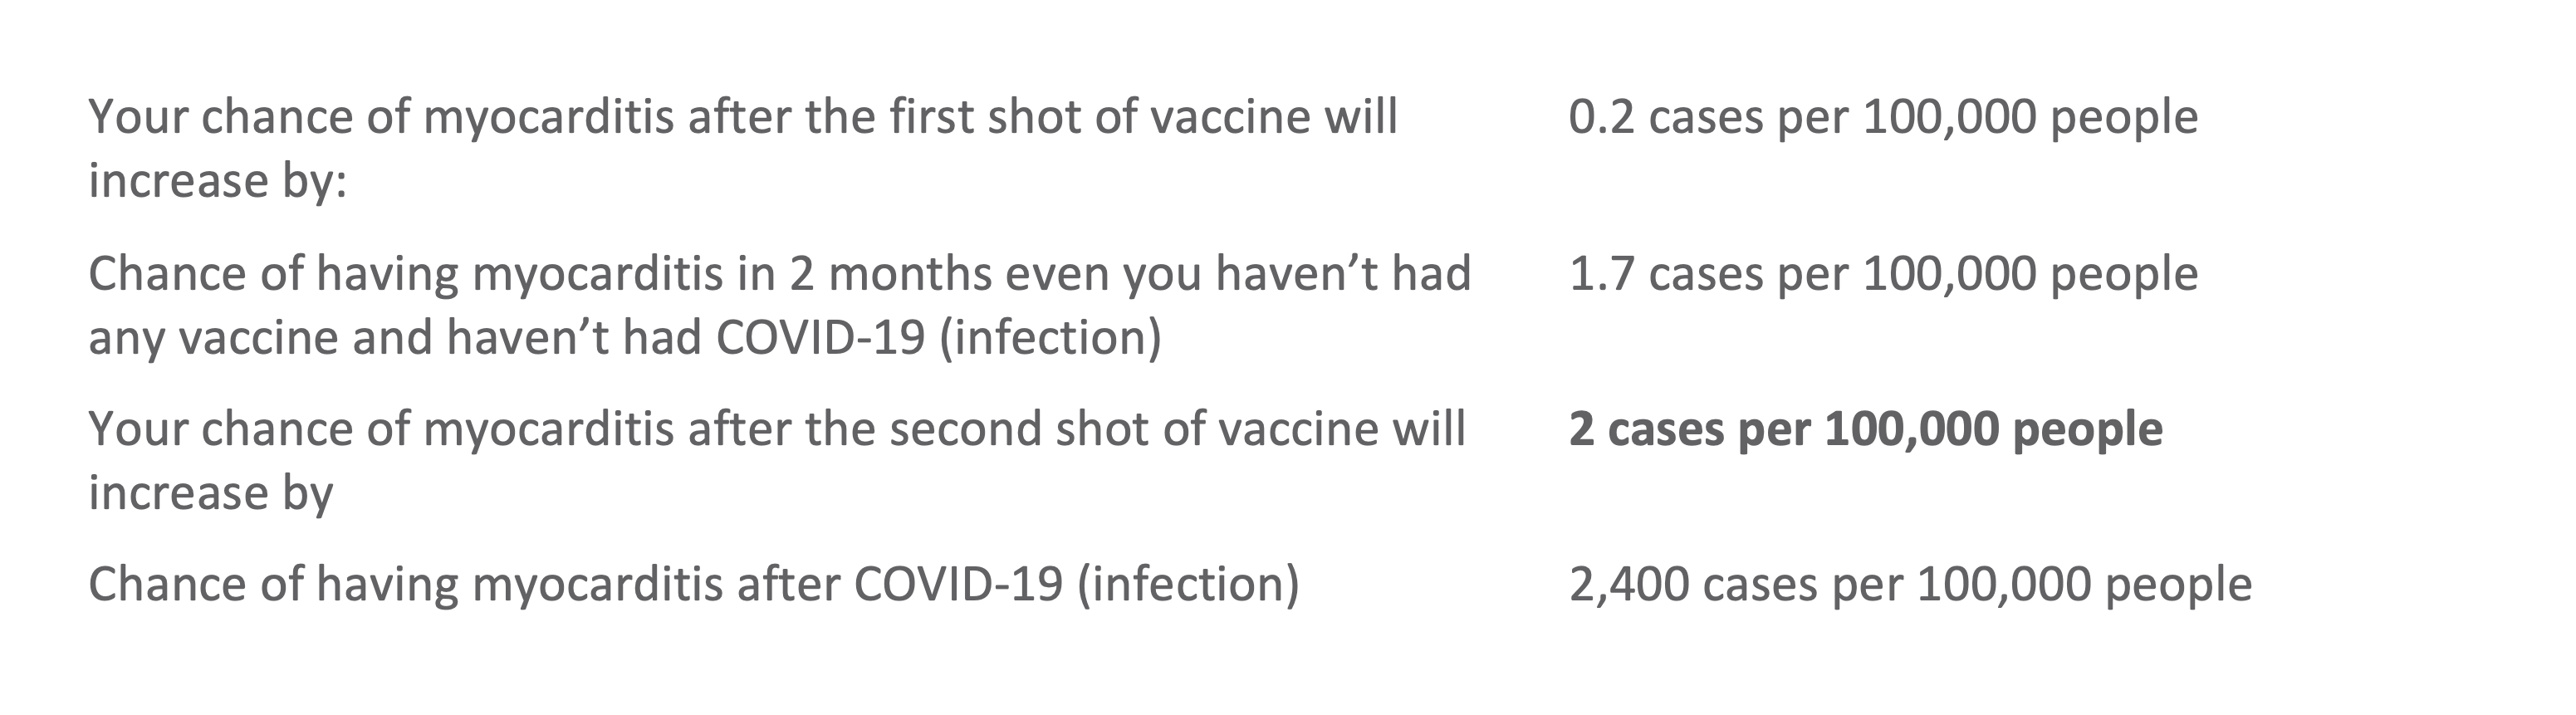 Your chance of myocarditis after the first shot of vaccine will
increase by:
0.2 cases per 100,000 people
Chance of having myocarditis in 2 months even you haven’t had
any vaccine and haven’t had COVID-19 (infection)
1.7 cases per 100,000 people
Your chance of myocarditis after the second shot of vaccine will
increase by
2 cases per 100,000 people
Chance of having myocarditis after COVID-19 (infection)
2,400 cases per 100,000 people